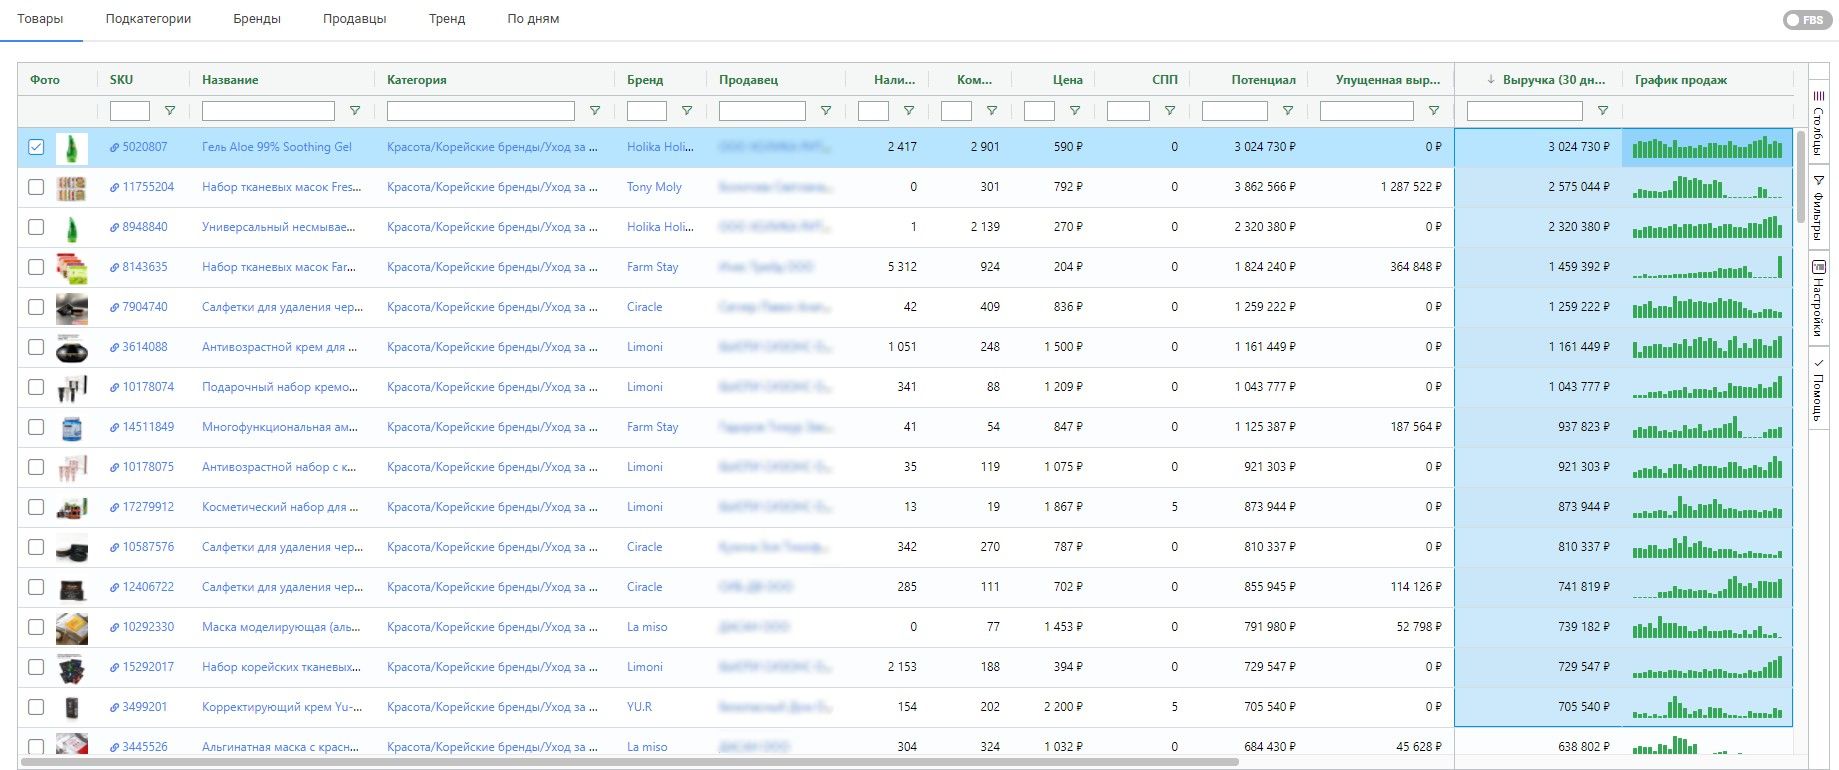 Товары Подкатегории Бренды Продавцы Тренд По дням FBS
Фото SKU Название Категория Бренд Продавец Нали... Ком... Цена СПП Потенциал Упущенная выр... Выручка (30 дн... График продаж
5020807 Гель Aloe 99% Soothing Gel Красота/Корейские бренды/Уход за ... Holika Holi... 2 417 2 901 590 ₽ 0 3 024 730 ₽ 0 ₽ 3 024 730 ₽
11755204 Набор тканевых масок Fres... Красота/Корейские бренды/Уход за ... Tony Moly 0 301 792 ₽ 0 3 862 566 ₽ 1 287 522 ₽ 2 575 044 ₽
8948840 Универсальный несмывае... Красота/Корейские бренды/Уход за ... Holika Holi... 1 2 139 270 ₽ 0 2 320 380 ₽ 0 ₽ 2 320 380 ₽
8143635 Набор тканевых масок Far... Красота/Корейские бренды/Уход за ... Farm Stay 5 312 924 204 ₽ 0 1 824 240 ₽ 364 848 ₽ 1 459 392 ₽
7904740 Салфетки для удаления чер... Красота/Корейские бренды/Уход за ... Ciracle 42 409 836 ₽ 0 1 259 222 ₽ 0 ₽ 1 259 222 ₽
3614088 Антивозрастной крем для ... Красота/Корейские бренды/Уход за ... Limoni 1 051 248 1 500 ₽ 0 1 161 449 ₽ 0 ₽ 1 161 449 ₽
10178074 Подарочный набор кремо... Красота/Корейские бренды/Уход за ... Limoni 341 88 1 209 ₽ 0 1 043 777 ₽ 0 ₽ 1 043 777 ₽
14511849 Многофункциональная ам... Красота/Корейские бренды/Уход за ... Farm Stay 41 54 847 ₽ 0 1 125 387 ₽ 187 564 ₽ 937 823 ₽
10178075 Антивозрастной набор с к... Красота/Корейские бренды/Уход за ... Limoni 35 119 1 075 ₽ 0 921 303 ₽ 0 ₽ 921 303 ₽
17279912 Косметический набор для ... Красота/Корейские бренды/Уход за ... Limoni 13 19 1 867 ₽ 5 873 944 ₽ 0 ₽ 873 944 ₽
10587576 Салфетки для удаления чер... Красота/Корейские бренды/Уход за ... Ciracle 342 270 787 ₽ 0 810 337 ₽ 0 ₽ 810 337 ₽
12406722 Салфетки для удаления чер... Красота/Корейские бренды/Уход за ... Ciracle 285 111 702 ₽ 0 855 945 ₽ 114 126 ₽ 741 819 ₽
10292330 Маска моделирующая (аль... Красота/Корейские бренды/Уход за ... La miso 0 77 1 453 ₽ 0 791 980 ₽ 52 798 ₽ 739 182 ₽
15292017 Набор корейских тканевых... Красота/Корейские бренды/Уход за ... Limoni 2 153 188 394 ₽ 0 729 547 ₽ 0 ₽ 729 547 ₽
3499201 Корректирующий крем Yu-... Красота/Корейские бренды/Уход за ... YU.R 154 202 2 200 ₽ 5 705 540 ₽ 0 ₽ 705 540 ₽
3445526 Альгинатная маска с красн... Красота/Корейские бренды/Уход за ... La miso 304 324 1 032 ₽ 0 684 430 ₽ 45 628 ₽ 638 802 ₽
Столбцы
Фильтры
Настройки
Помощь